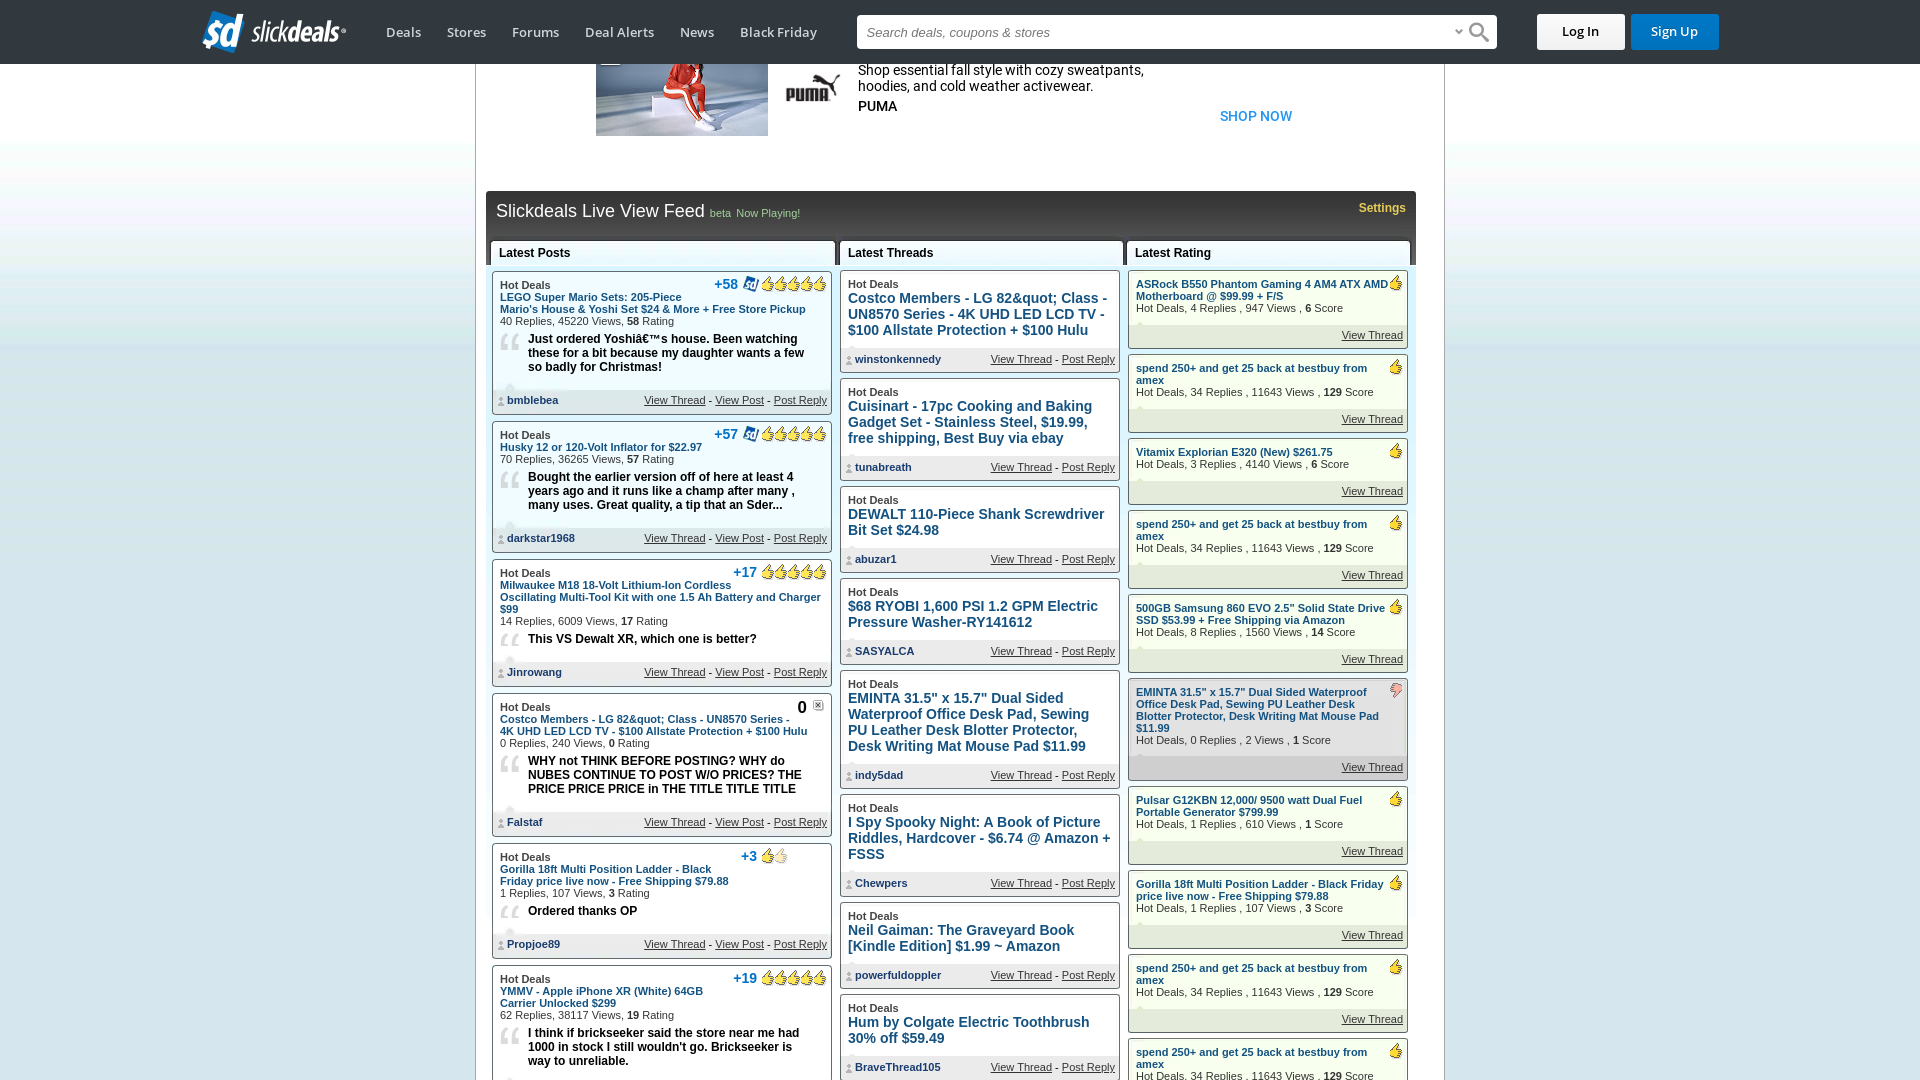 slickdeals
Deals
Stores
Forums
Deal Alerts
News
Black Friday
Search deals, coupons & stores
Log In
Sign Up
PUMA
Shop essential fall style with cozy sweatpants,
hoodies, and cold weather activewear.
PUMA
SHOP NOW
Slickdeals Live View Feed beta Now Playing!
Settings
Latest Posts
Hot Deals +58
LEGO Super Mario Sets: 205-Piece
Mario's House & Yoshi Set $24 & More + Free Store Pickup
40 Replies, 45220 Views, 58 Rating
Just ordered Yoshiâ€™s house. Been watching
these for a bit because my daughter wants a few
so badly for Christmas!
bmblebea View Thread - View Post - Post Reply
Hot Deals +57
Husky 12 or 120-Volt Inflator for $22.97
70 Replies, 36265 Views, 57 Rating
Bought the earlier version off of here at least 4
years ago and it runs like a champ after many ,
many uses. Great quality, a tip that an Sder...
darkstar1968 View Thread - View Post - Post Reply
Hot Deals +17
Milwaukee M18 18-Volt Lithium-Ion Cordless
Oscillating Multi-Tool Kit with one 1.5 Ah Battery and Charger
$99
14 Replies, 6009 Views, 17 Rating
This VS Dewalt XR, which one is better?
Jinrowang View Thread - View Post - Post Reply
Hot Deals 0
Costco Members - LG 82&quot; Class - UN8570 Series -
4K UHD LED LCD TV - $100 Allstate Protection + $100 Hulu
0 Replies, 240 Views, 0 Rating
WHY not THINK BEFORE POSTING? WHY do
NUBES CONTINUE TO POST W/O PRICES? THE
PRICE PRICE PRICE in THE TITLE TITLE TITLE
Falstaf View Thread - View Post - Post Reply
Hot Deals +3
Gorilla 18ft Multi Position Ladder - Black
Friday price live now - Free Shipping $79.88
1 Replies, 107 Views, 3 Rating
Ordered thanks OP
Propjoe89 View Thread - View Post - Post Reply
Hot Deals +19
YMMV - Apple iPhone XR (White) 64GB
Carrier Unlocked $299
62 Replies, 38117 Views, 19 Rating
I think if brickseeker said the store near me had
1000 in stock I still wouldn't go. Brickseeker is
way to unreliable.
Latest Threads
Hot Deals
Costco Members - LG 82&quot; Class -
UN8570 Series - 4K UHD LED LCD TV -
$100 Allstate Protection + $100 Hulu
winstonkennedy View Thread - Post Reply
Hot Deals
Cuisinart - 17pc Cooking and Baking
Gadget Set - Stainless Steel, $19.99,
free shipping, Best Buy via ebay
tunabreath View Thread - Post Reply
Hot Deals
DEWALT 110-Piece Shank Screwdriver
Bit Set $24.98
abuzar1 View Thread - Post Reply
Hot Deals
$68 RYOBI 1,600 PSI 1.2 GPM Electric
Pressure Washer-RY141612
SASYALCA View Thread - Post Reply
Hot Deals
EMINTA 31.5" x 15.7" Dual Sided
Waterproof Office Desk Pad, Sewing
PU Leather Desk Blotter Protector,
Desk Writing Mat Mouse Pad $11.99
indy5dad View Thread - Post Reply
Hot Deals
I Spy Spooky Night: A Book of Picture
Riddles, Hardcover - $6.74 @ Amazon +
FSSS
Chewpers View Thread - Post Reply
Hot Deals
Neil Gaiman: The Graveyard Book
[Kindle Edition] $1.99 ~ Amazon
powerfuldoppler View Thread - Post Reply
Hot Deals
Hum by Colgate Electric Toothbrush
30% off $59.49
BraveThread105 View Thread - Post Reply
Latest Rating
ASRock B550 Phantom Gaming 4 AM4 ATX AMD
Motherboard @ $99.99 + F/S
Hot Deals, 4 Replies , 947 Views , 6 Score
View Thread
spend 250+ and get 25 back at bestbuy from
amex
Hot Deals, 34 Replies , 11643 Views , 129 Score
View Thread
Vitamix Explorian E320 (New) $261.75
Hot Deals, 3 Replies , 4140 Views , 6 Score
View Thread
spend 250+ and get 25 back at bestbuy from
amex
Hot Deals, 34 Replies , 11643 Views , 129 Score
View Thread
500GB Samsung 860 EVO 2.5" Solid State Drive
SSD $53.99 + Free Shipping via Amazon
Hot Deals, 8 Replies , 1560 Views , 14 Score
View Thread
EMINTA 31.5" x 15.7" Dual Sided Waterproof
Office Desk Pad, Sewing PU Leather Desk
Blotter Protector, Desk Writing Mat Mouse Pad
$11.99
Hot Deals, 0 Replies , 2 Views , 1 Score
View Thread
Pulsar G12KBN 12,000/ 9500 watt Dual Fuel
Portable Generator $799.99
Hot Deals, 1 Replies , 610 Views , 1 Score
View Thread
Gorilla 18ft Multi Position Ladder - Black Friday
price live now - Free Shipping $79.88
Hot Deals, 1 Replies , 107 Views , 3 Score
View Thread
spend 250+ and get 25 back at bestbuy from
amex
Hot Deals, 34 Replies , 11643 Views , 129 Score
View Thread
spend 250+ and get 25 back at bestbuy from
amex
Hot Deals, 34 Replies , 11643 Views , 129 Score